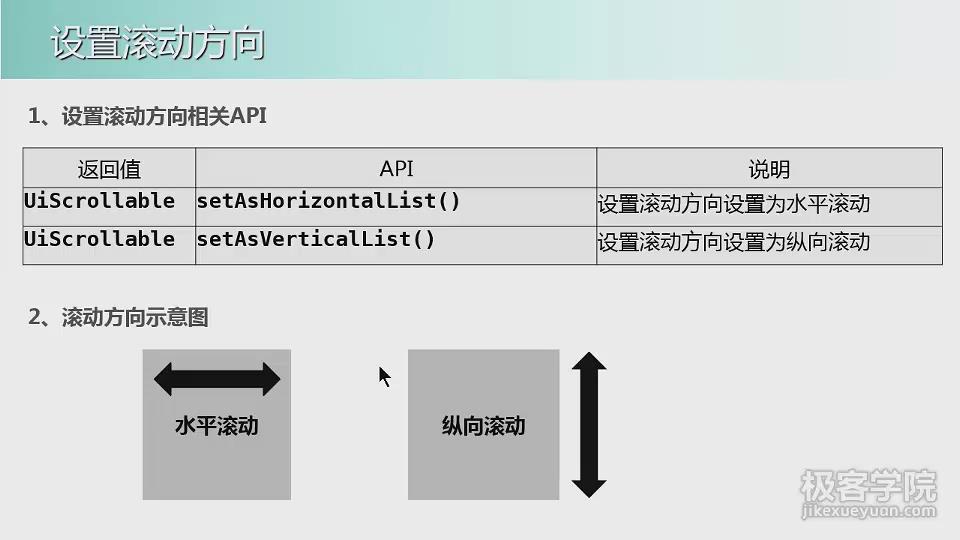 设置滚动方向
1、设置滚动方向相关API
返回值 API 说明
UiScrollable setAsHorizontalList() 设置滚动方向设置为水平滚动
UiScrollable setAsVerticalList() 设置滚动方向设置为纵向滚动
2、滚动方向示意图
水平滚动 纵向滚动
极客学院
jikexueyuan.com